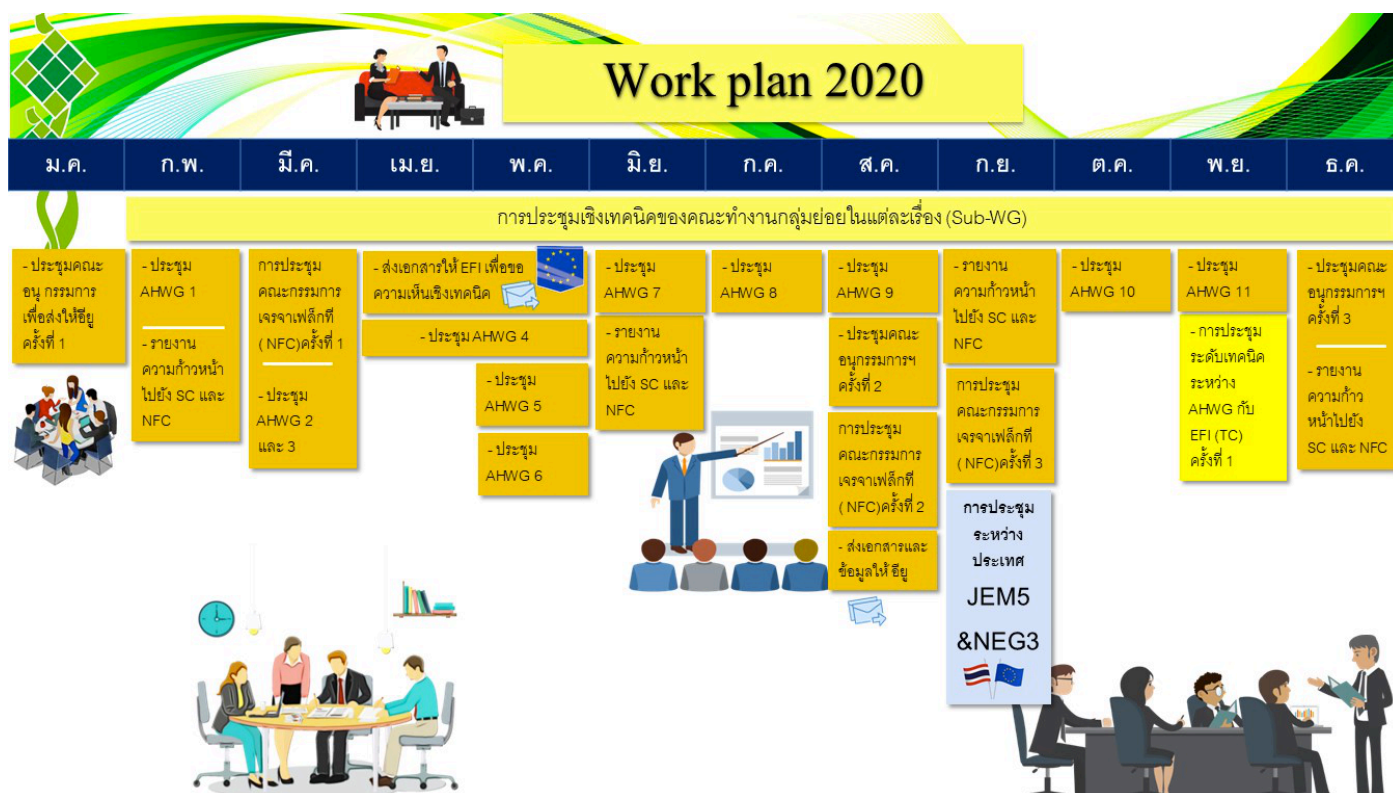 Work plan 2020
ม.ค.
ก.พ.
มี.ค.
เม.ย.
พ.ค.
มิ.ย.
ก.ค.
ส.ค.
ก.ย.
ต.ค.
พ.ย.
ธ.ค.
การประชุมเชิงเทคนิคของคณะทำงานกลุ่มย่อยในแต่ละเรื่อง (Sub-WG)
- ประชุมคณะ
อนุ กรรมการ
เพื่อส่งให้อียู
ครั้งที่ 1
- ประชุม
AHWG 1
- รายงาน
ความก้าวหน้า
ไปยัง SC และ
NFC
การประชุม
คณะกรรมการ
เจรจาเฟล็กที
( NFC)ครั้งที่ 1
- ประชุม
AHWG 2
และ 3
- ส่งเอกสารให้ EFI เพื่อขอ
ความเห็นเชิงเทคนิค
- ประชุม AHWG 4
- ประชุม
AHWG 5
- ประชุม
AHWG 6
- ประชุม
AHWG 7
- รายงาน
ความก้าวหน้า
ไปยัง SC และ
NFC
- ประชุม
AHWG 8
- ประชุม
AHWG 9
- ประชุมคณะ
อนุกรรมการฯ
ครั้งที่ 2
การประชุม
คณะกรรมการ
เจรจาเฟล็กที
( NFC)ครั้งที่ 2
- ส่งเอกสารและ
ข้อมูลให้ อียู
- รายงาน
ความก้าวหน้า
ไปยัง SC และ
NFC
การประชุม
คณะกรรมการ
เจรจาเฟล็กที
( NFC)ครั้งที่ 3
การประชุม
ระหว่าง
ประเทศ
JEM5
&NEG3
- ประชุม
AHWG 10
- ประชุม
AHWG 11
- การประชุม
ระดับเทคนิค
ระหว่าง
AHWG กับ
EFI (TC)
ครั้งที่ 1
- ประชุมคณะ
อนุกรรมการฯ
ครั้งที่ 3
- รายงาน
ความก้าว
หน้าไปยัง
SC และ NFC